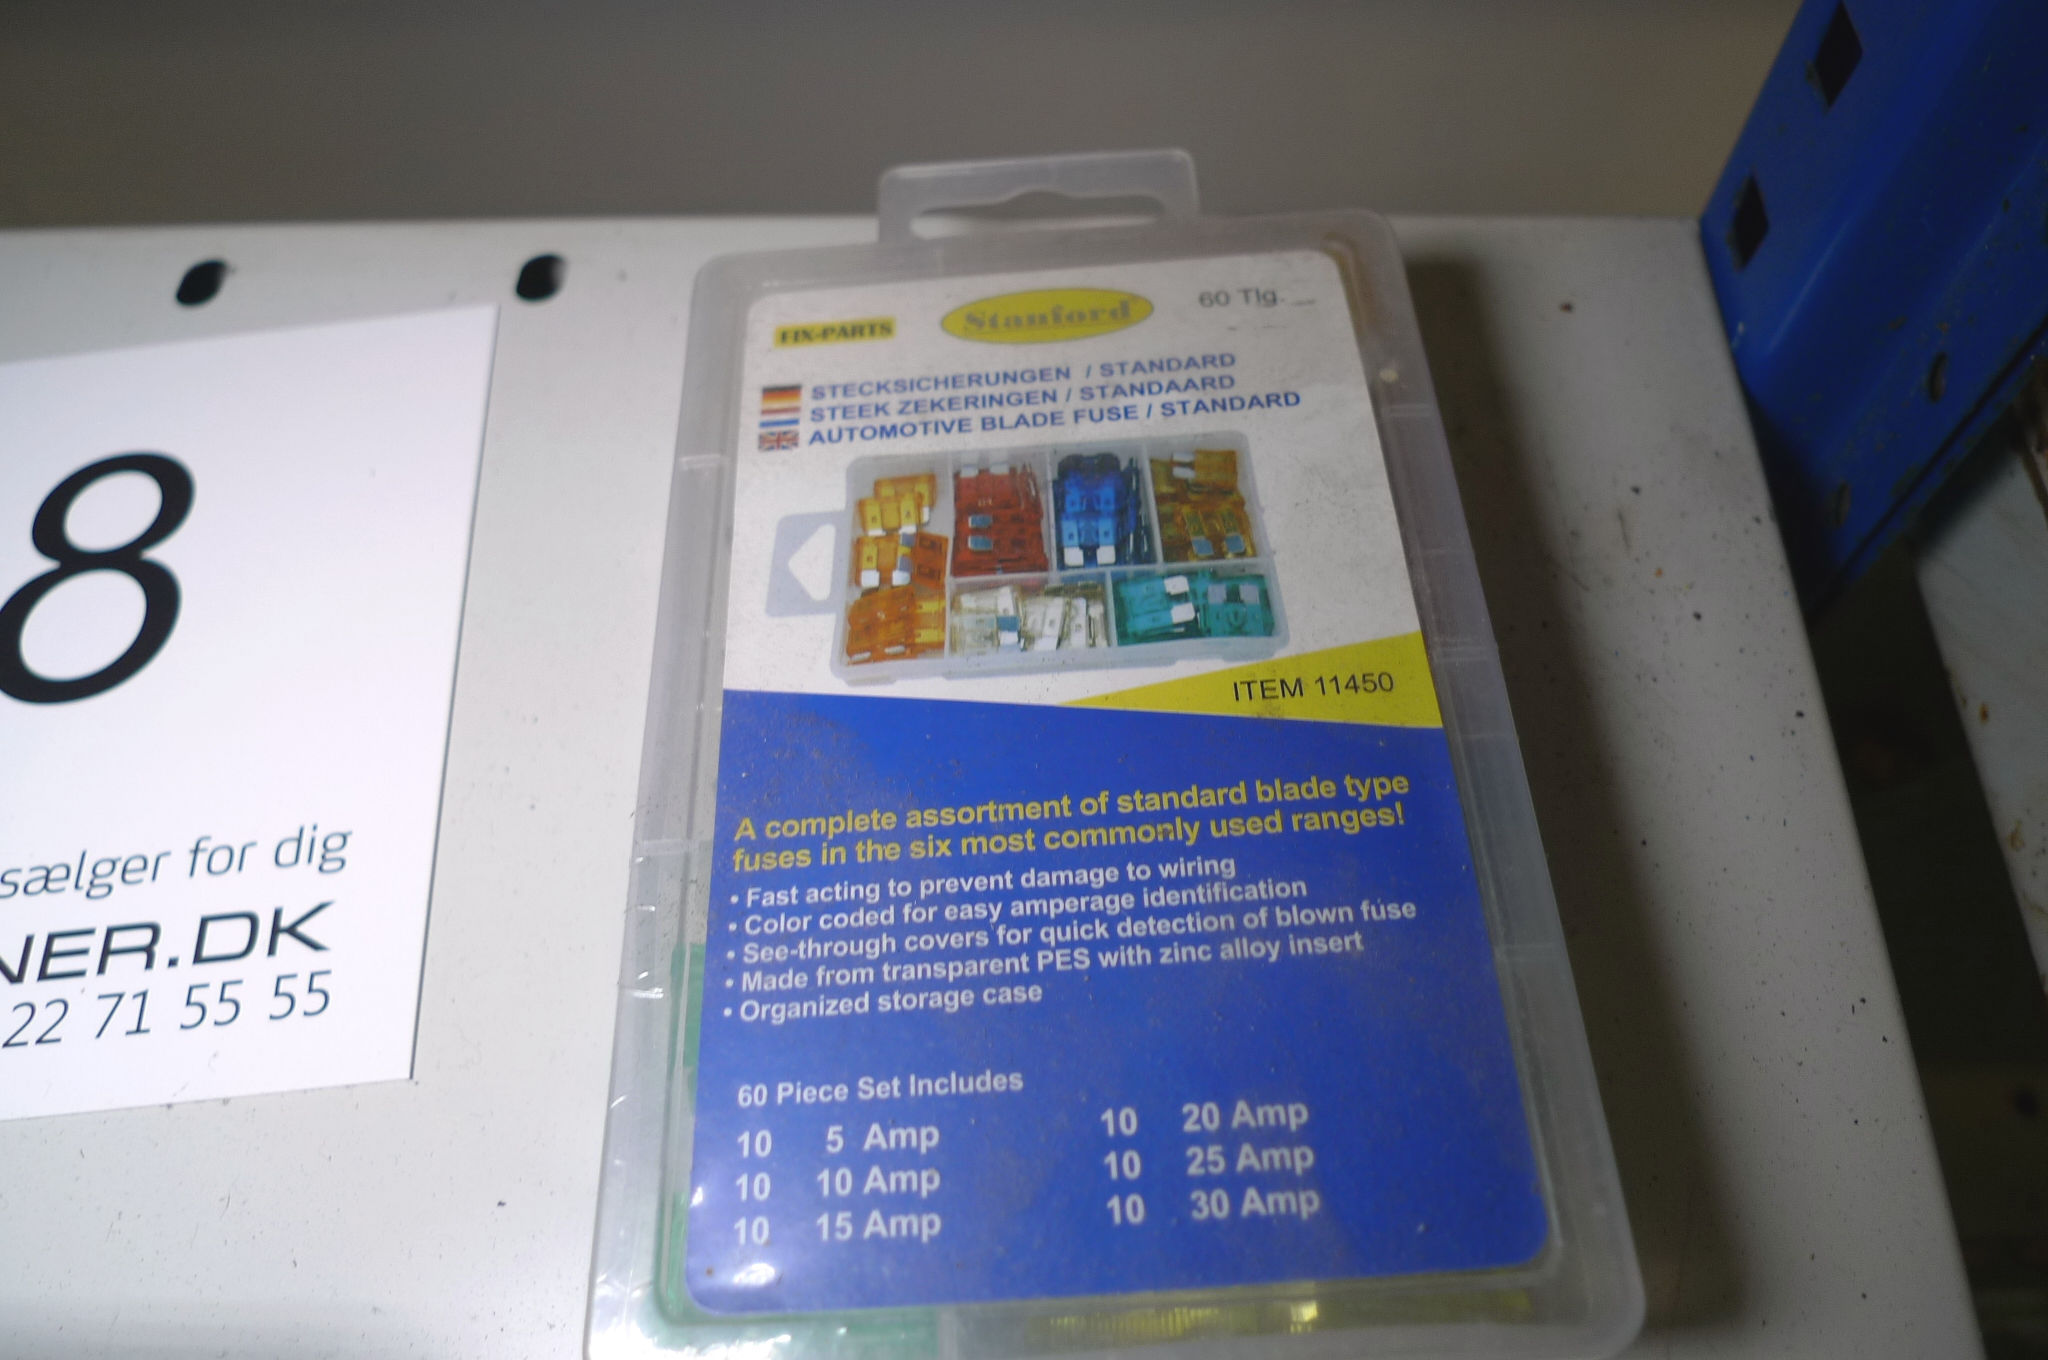 8
sælger for dig
NER.DK
22 71 55 55
FIX-PARTS
Stanford
60 Tlg.
STECKSICHERUNGEN / STANDARD
STEEK ZEKERINGEN / STANDAARD
AUTOMOTIVE BLADE FUSE / STANDARD
ITEM 11450
A complete assortment of standard blade type
fuses in the six most commonly used ranges!
• Fast acting to prevent damage to wiring
• Color coded for easy amperage identification
• See-through covers for quick detection of blown fuse
• Made from transparent PES with zinc alloy insert
• Organized storage case
60 Piece Set Includes
10 5 Amp 10 20 Amp
10 10 Amp 10 25 Amp
10 15 Amp 10 30 Amp